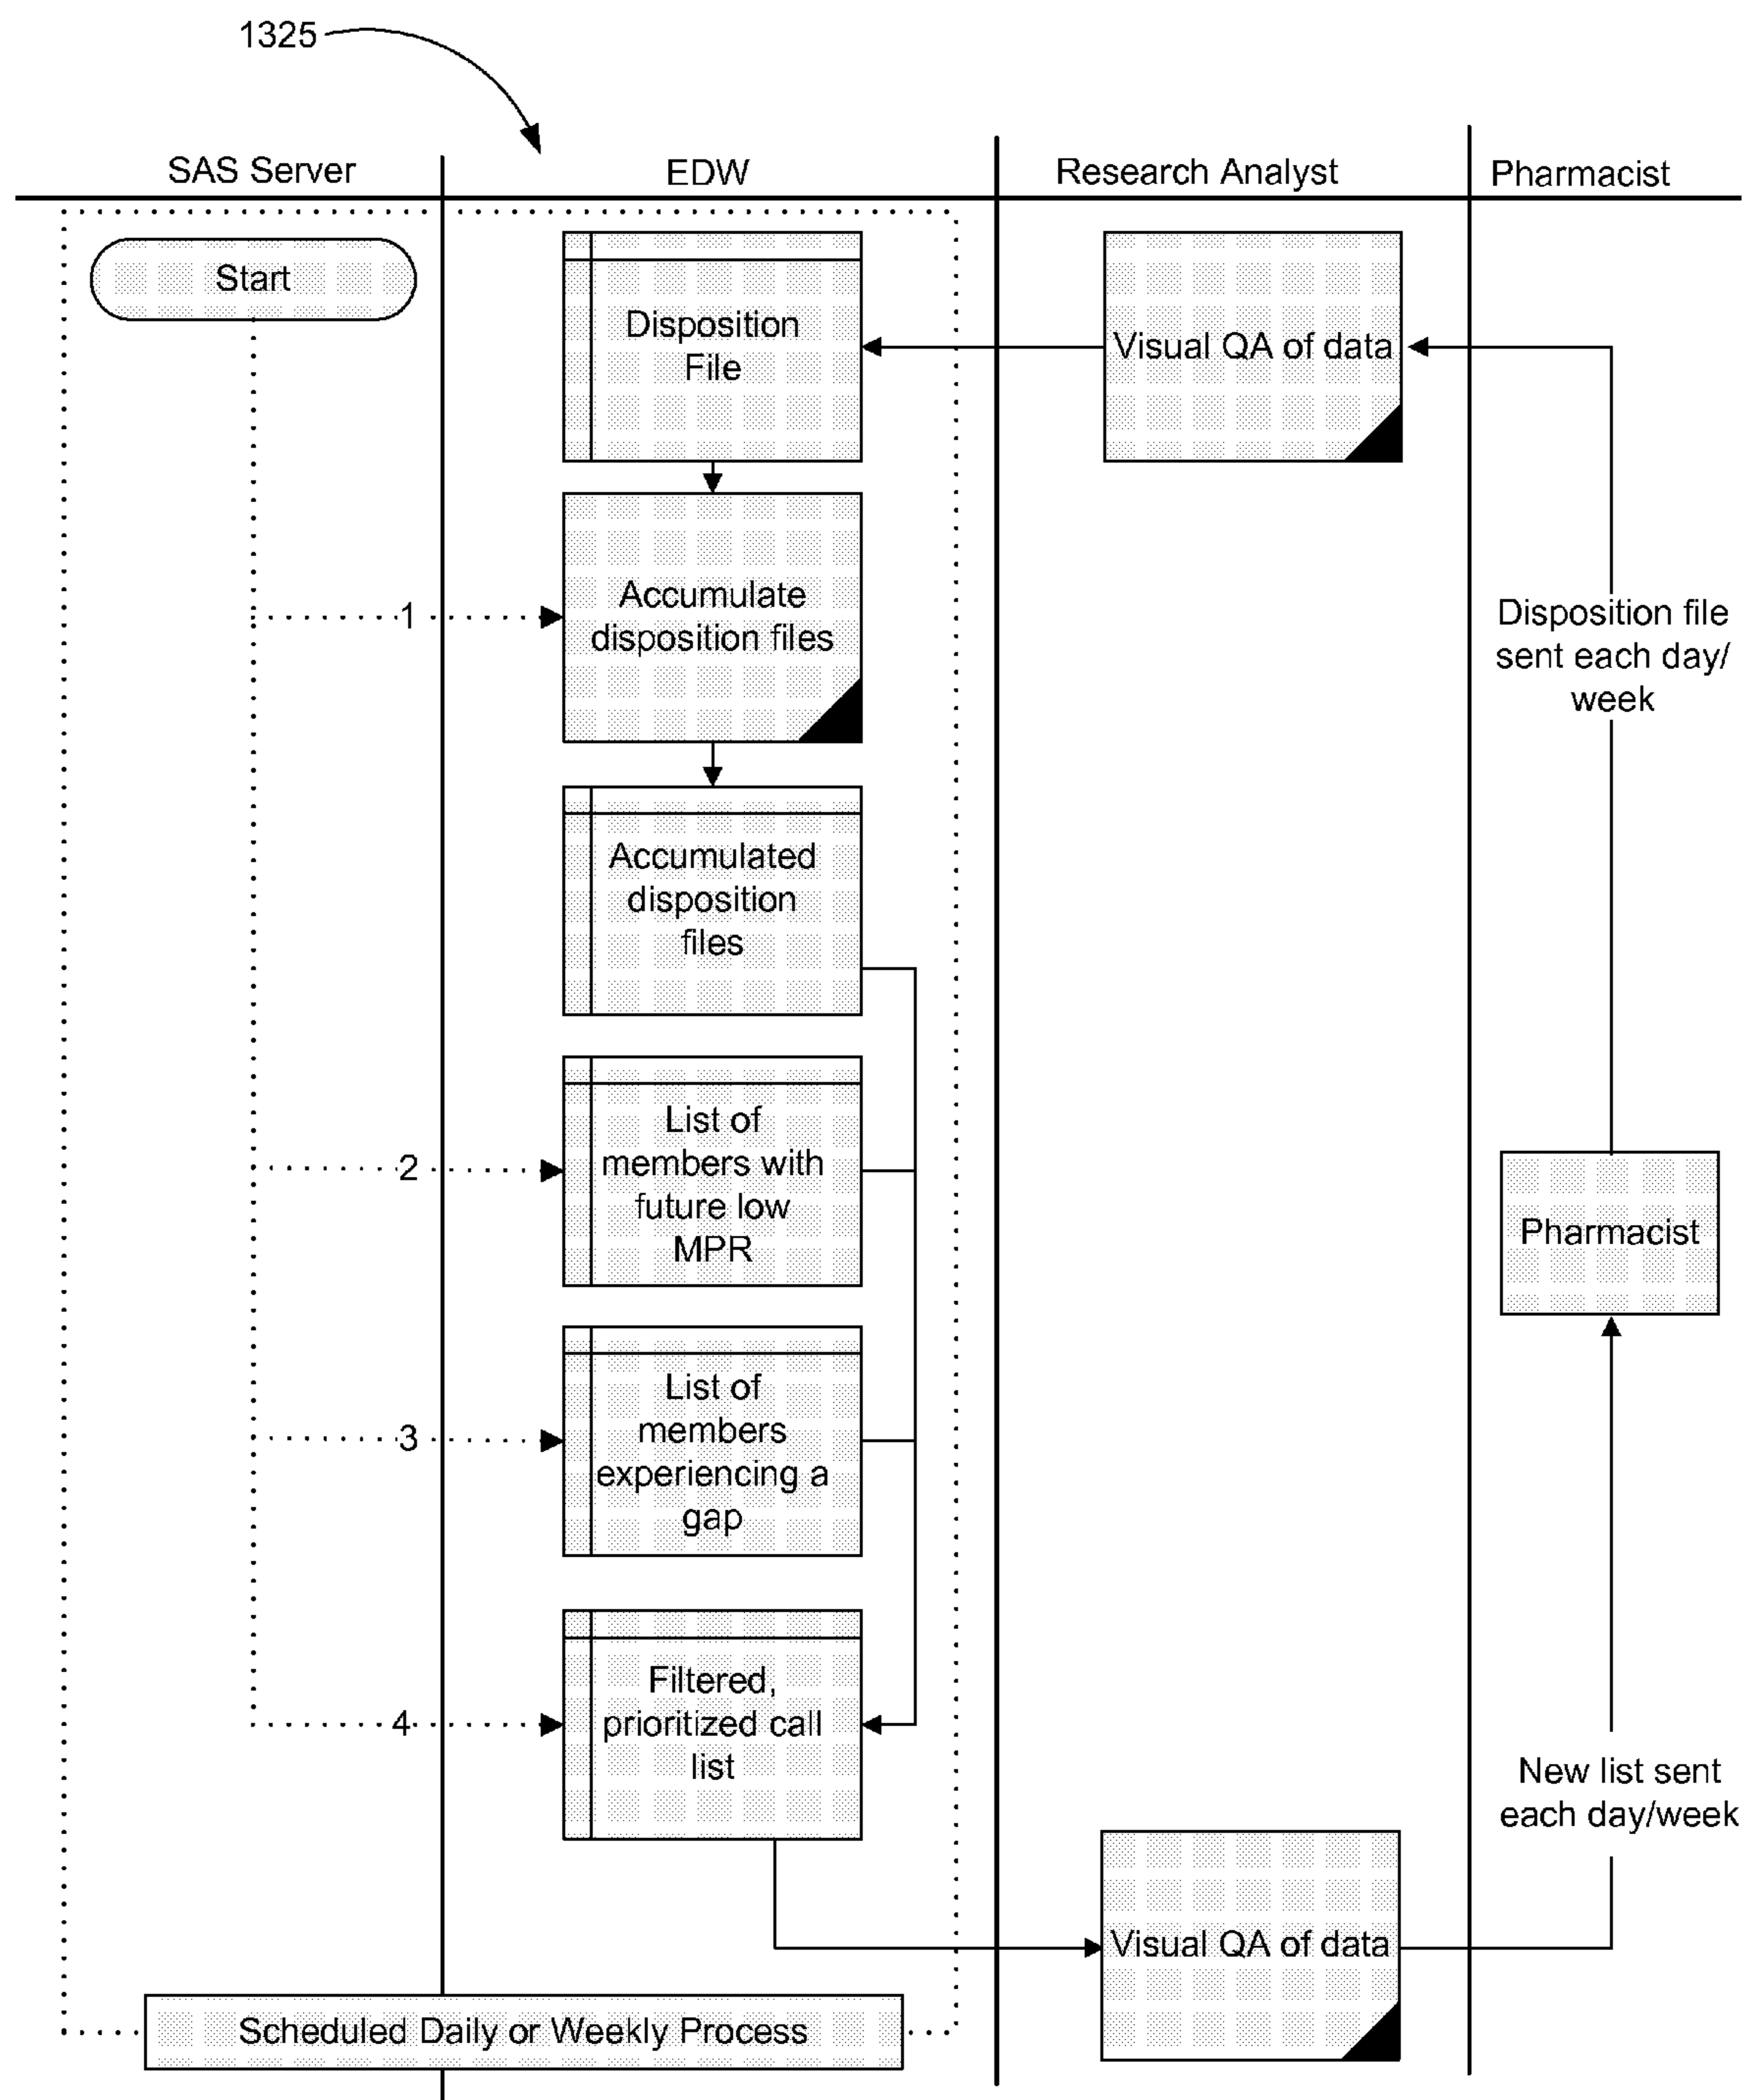 1325
SAS Server
EDW
Research Analyst
Pharmacist
Start
Disposition
File
Visual QA of data
Accumulate
disposition files
1
Disposition file
sent each day/
week
Accumulated
disposition
files
List of
members with
future low
MPR
2
Pharmacist
List of
members
experiencing a
gap
3
Filtered,
prioritized call
list
4
New list sent
each day/week
Visual QA of data
Scheduled Daily or Weekly Process